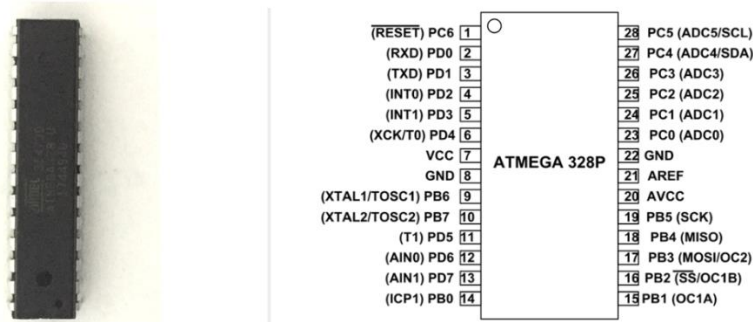 (RESET) PC6 1
(RXD) PD0 2
(TXD) PD1 3
(INT0) PD2 4
(INT1) PD3 5
(XCK/T0) PD4 6
VCC 7
GND 8
(XTAL1/TOSC1) PB6 9
(XTAL2/TOSC2) PB7 10
(T1) PD5 11
(AIN0) PD6 12
(AIN1) PD7 13
(ICP1) PB0 14
ATMEGA 328P
28 PC5 (ADC5/SCL)
27 PC4 (ADC4/SDA)
26 PC3 (ADC3)
25 PC2 (ADC2)
24 PC1 (ADC1)
23 PC0 (ADC0)
22 GND
21 AREF
20 AVCC
19 PB5 (SCK)
18 PB4 (MISO)
17 PB3 (MOSI/OC2)
16 PB2 (SS/OC1B)
15 PB1 (OC1A)